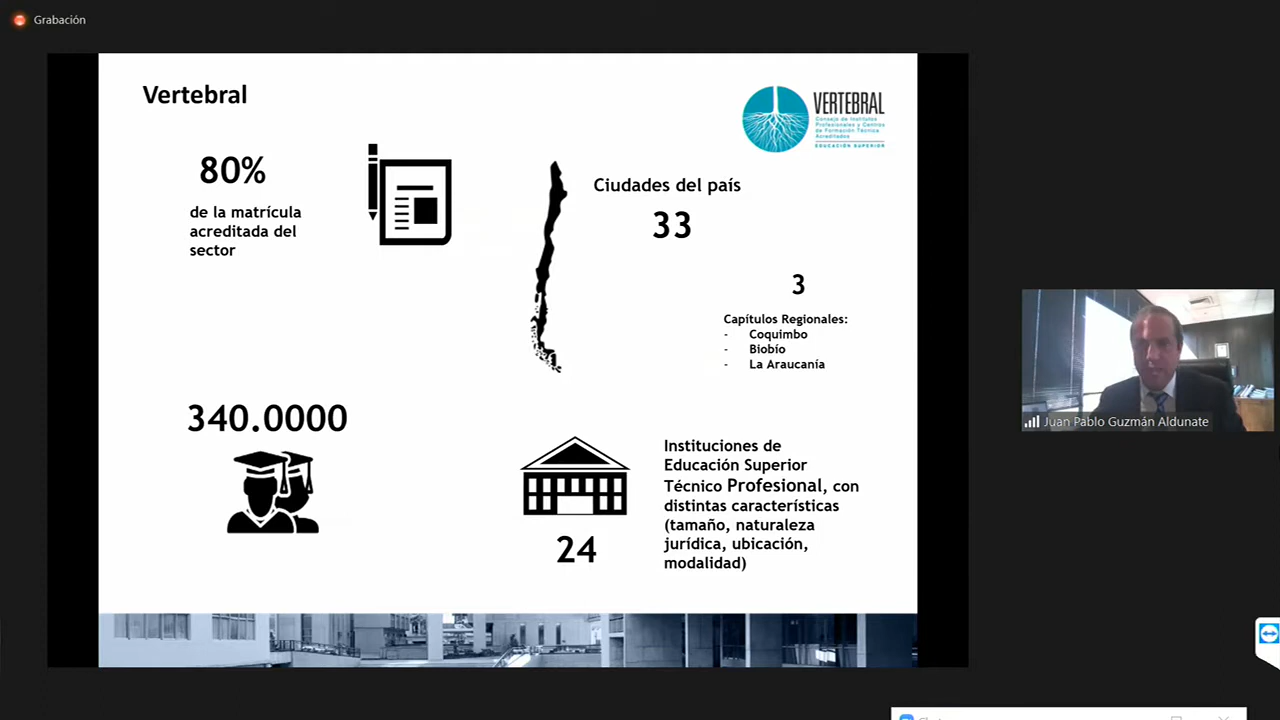 Grabación
Vertebral
VERTEBRAL
Consejo de Institutos
Profesionales y Centros
de Formación Técnica
Acreditados
EDUCACIÓN SUPERIOR
80%
de la matrícula
acreditada del
sector
Ciudades del país
33
3
Capítulos Regionales:
- Coquimbo
- Biobío
- La Araucanía
340.0000
24
Instituciones de
Educación Superior
Técnico Profesional, con
distintas características
(tamaño, naturaleza
jurídica, ubicación,
modalidad)
Juan Pablo Guzmán Aldunate